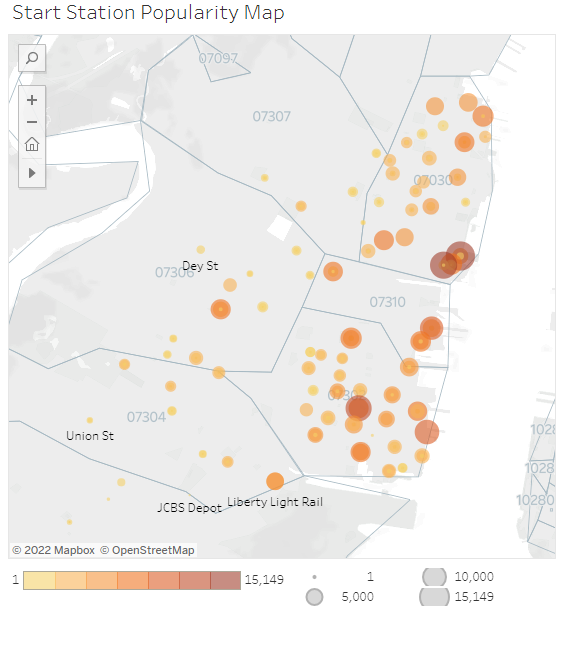 Start Station Popularity Map
07097
07307
07030
07306
Dey St
07310
07304
Union St
JCBS Depot
Liberty Light Rail
1028
10280
© 2022 Mapbox © OpenStreetMap
1
15,149
1
5,000
10,000
15,149